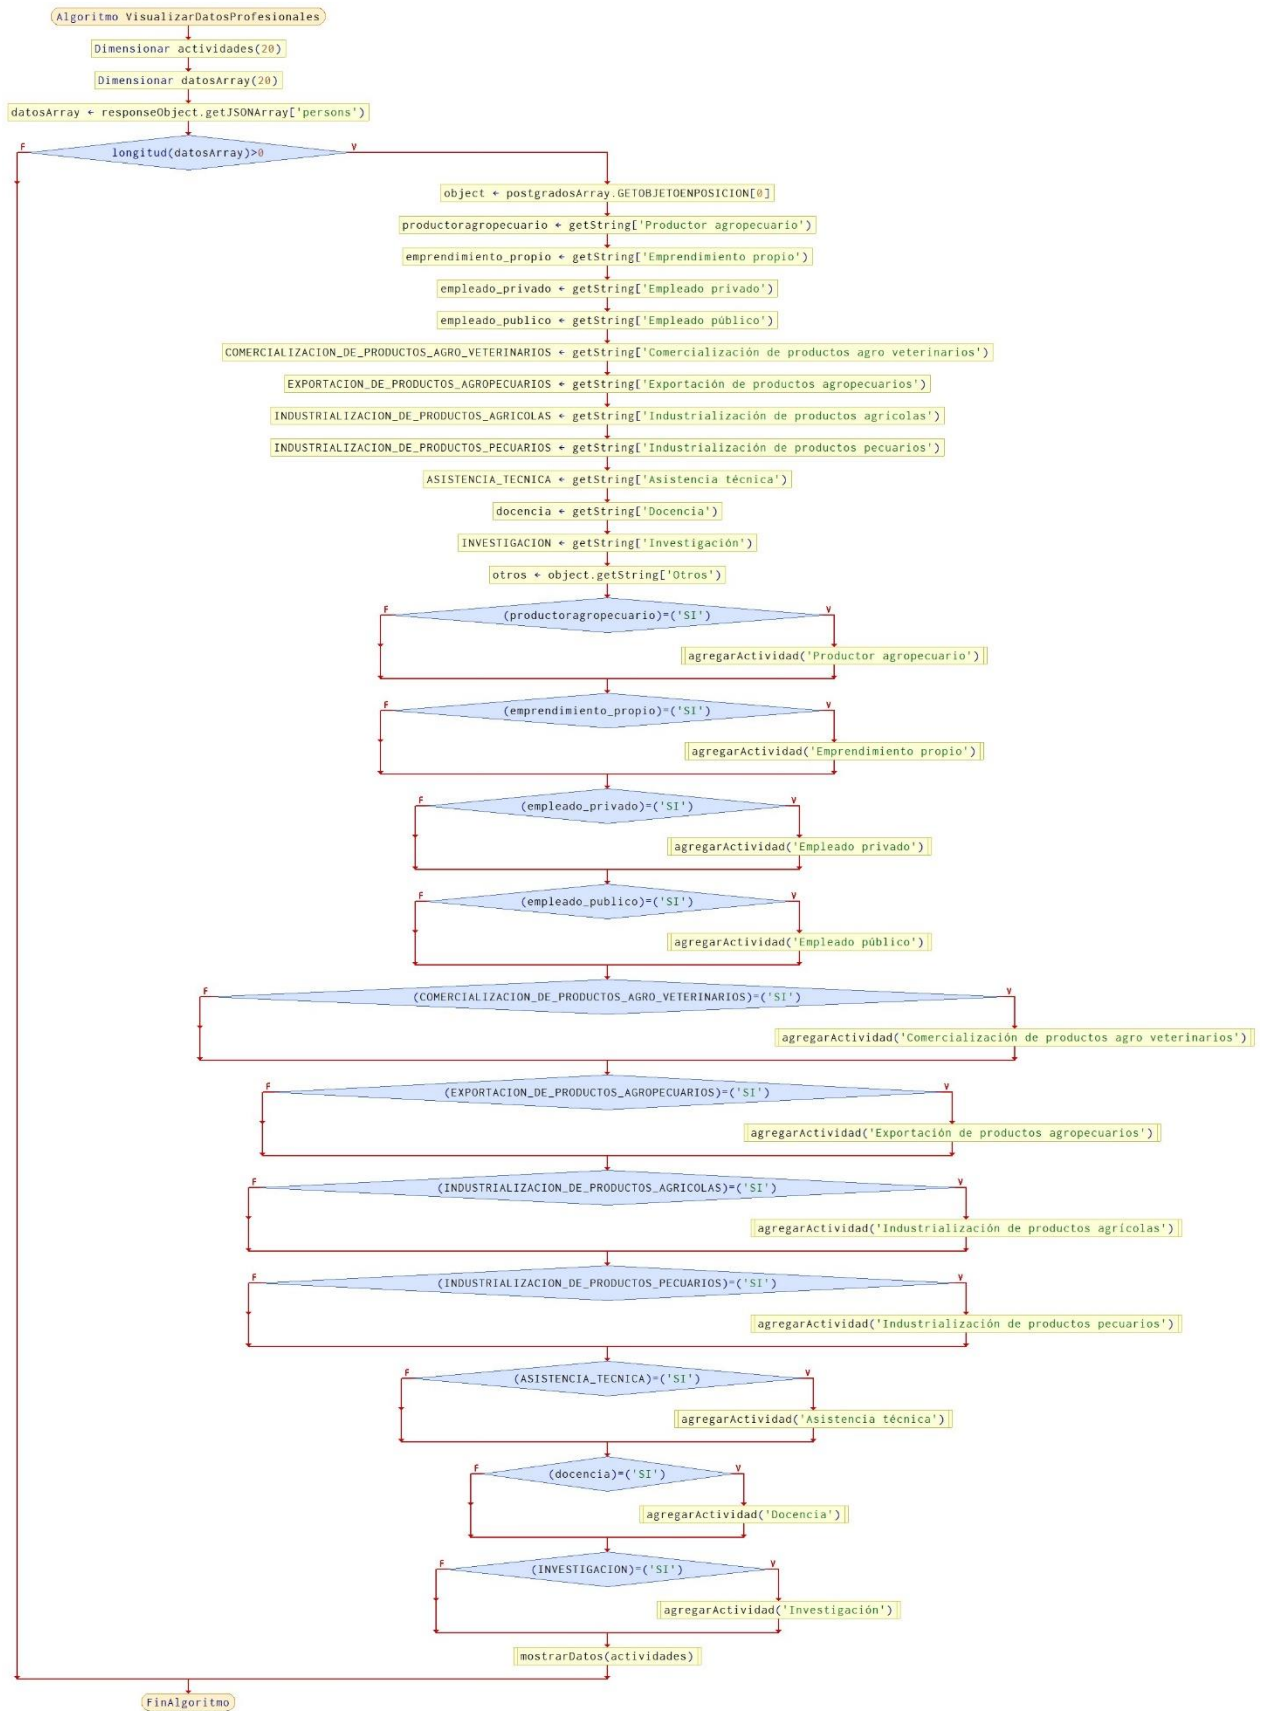 Algoritmo VisualizarDatosProfesionales
Dimensionar actividades(20)
Dimensionar datosArray(20)
datosArray ← responseObject.getJSONArray['persons')
F
longitud(datosArray)>0
V
object ← postgradosArray.GETOBJETOENPOSICION[0]
productoragropecuario ← getString['Productor agropecuario')
emprendimiento_propio ← getString['Emprendimiento propio')
empleado_privado ← getString['Empleado privado')
empleado_publico ← getString['Empleado público')
COMERCIALIZACION_DE_PRODUCTOS_AGRO_VETERINARIOS ← getString['Comercialización de productos agro veterinarios')
EXPORTACION_DE_PRODUCTOS_AGROPECUARIOS ← getString['Exportación de productos agropecuarios')
INDUSTRIALIZACION_DE_PRODUCTOS_AGRICOLAS ← getString['Industrialización de productos agrícolas')
INDUSTRIALIZACION_DE_PRODUCTOS_PECUARIOS ← getString['Industrialización de productos pecuarios')
ASISTENCIA_TECNICA ← getString['Asistencia técnica')
docencia ← getString['Docencia')
INVESTIGACION ← getString['Investigación')
otros ← object.getString['Otros')
F
(productoragropecuario)=('SI')
V
agregarActividad('Productor agropecuario')
F
(emprendimiento_propio)=('SI')
V
agregarActividad('Emprendimiento propio')
F
(empleado_privado)=('SI')
V
agregarActividad('Empleado privado')
F
(empleado_publico)=('SI')
V
agregarActividad('Empleado público')
F
(COMERCIALIZACION_DE_PRODUCTOS_AGRO_VETERINARIOS)=('SI')
V
agregarActividad('Comercialización de productos agro veterinarios')
F
(EXPORTACION_DE_PRODUCTOS_AGROPECUARIOS)=('SI')
V
agregarActividad('Exportación de productos agropecuarios')
F
(INDUSTRIALIZACION_DE_PRODUCTOS_AGRICOLAS)=('SI')
V
agregarActividad('Industrialización de productos agrícolas')
F
(INDUSTRIALIZACION_DE_PRODUCTOS_PECUARIOS)=('SI')
V
agregarActividad('Industrialización de productos pecuarios')
F
(ASISTENCIA_TECNICA)=('SI')
V
agregarActividad('Asistencia técnica')
F
(docencia)=('SI')
V
agregarActividad('Docencia')
F
(INVESTIGACION)=('SI')
V
agregarActividad('Investigación')
mostrarDatos(actividades)
FinAlgoritmo